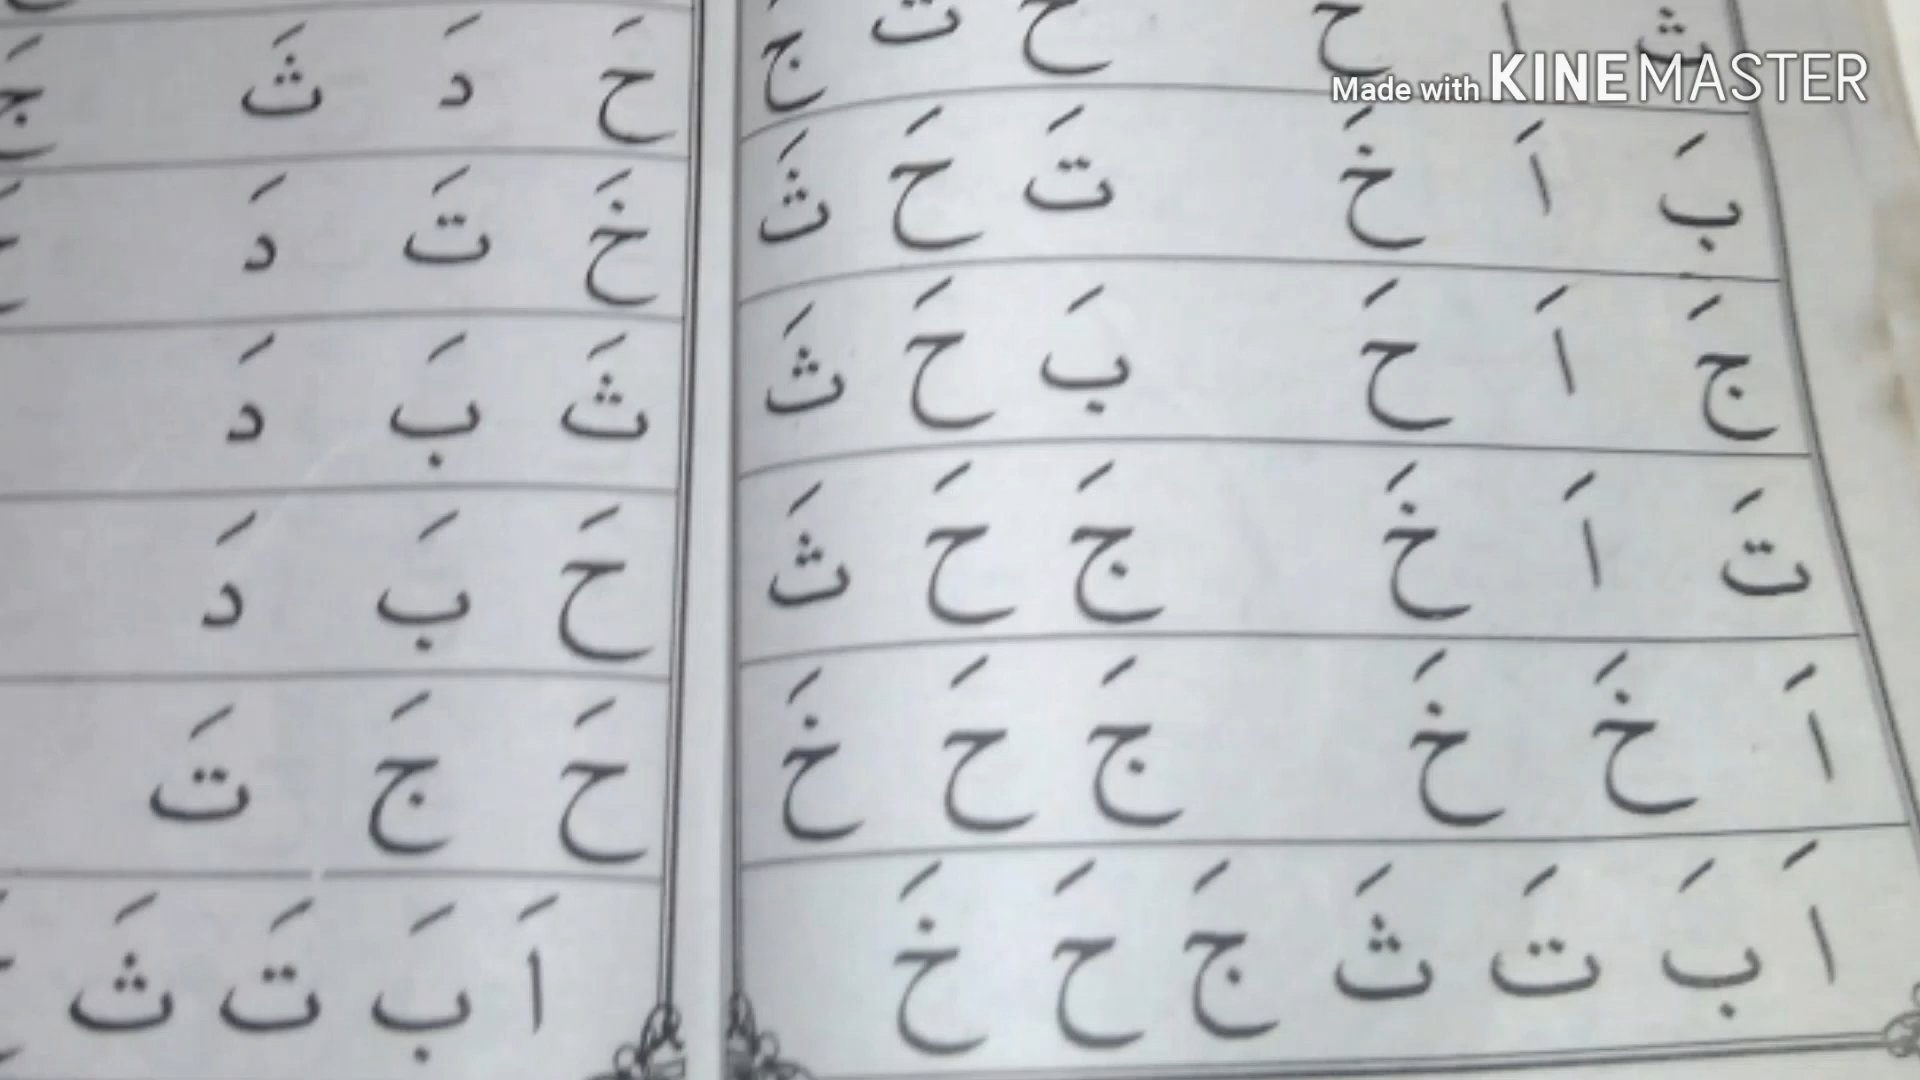 Made with KINEMASTER
بَ اَ خَ تَ حَ ثَ
جَ اَ حَ بَ حَ ثَ
تَ اَ خَ جَ حَ ثَ
اَ خَ خَ جَ حَ خَ
اَ بَ تَ ثَ جَ حَ خَ
حَ دَ ثَ جَ
خَ تَ دَ
ثَ بَ دَ
حَ بَ دَ
حَ جَ تَ
اَ بَ تَ ثَ